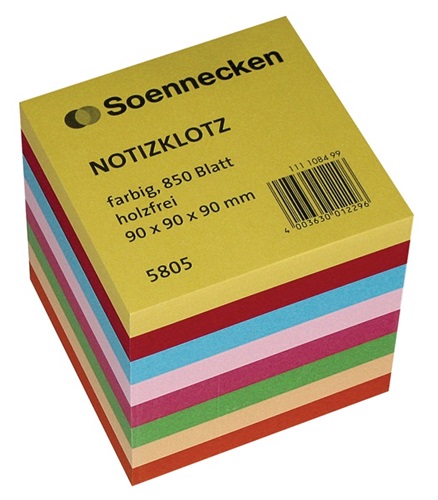 Soennecken
NOTIZKLOTZ
farbig, 850 Blatt
holzfrei
90 x 90 x 90 mm
5805
111 1084 99
4 003630 012296